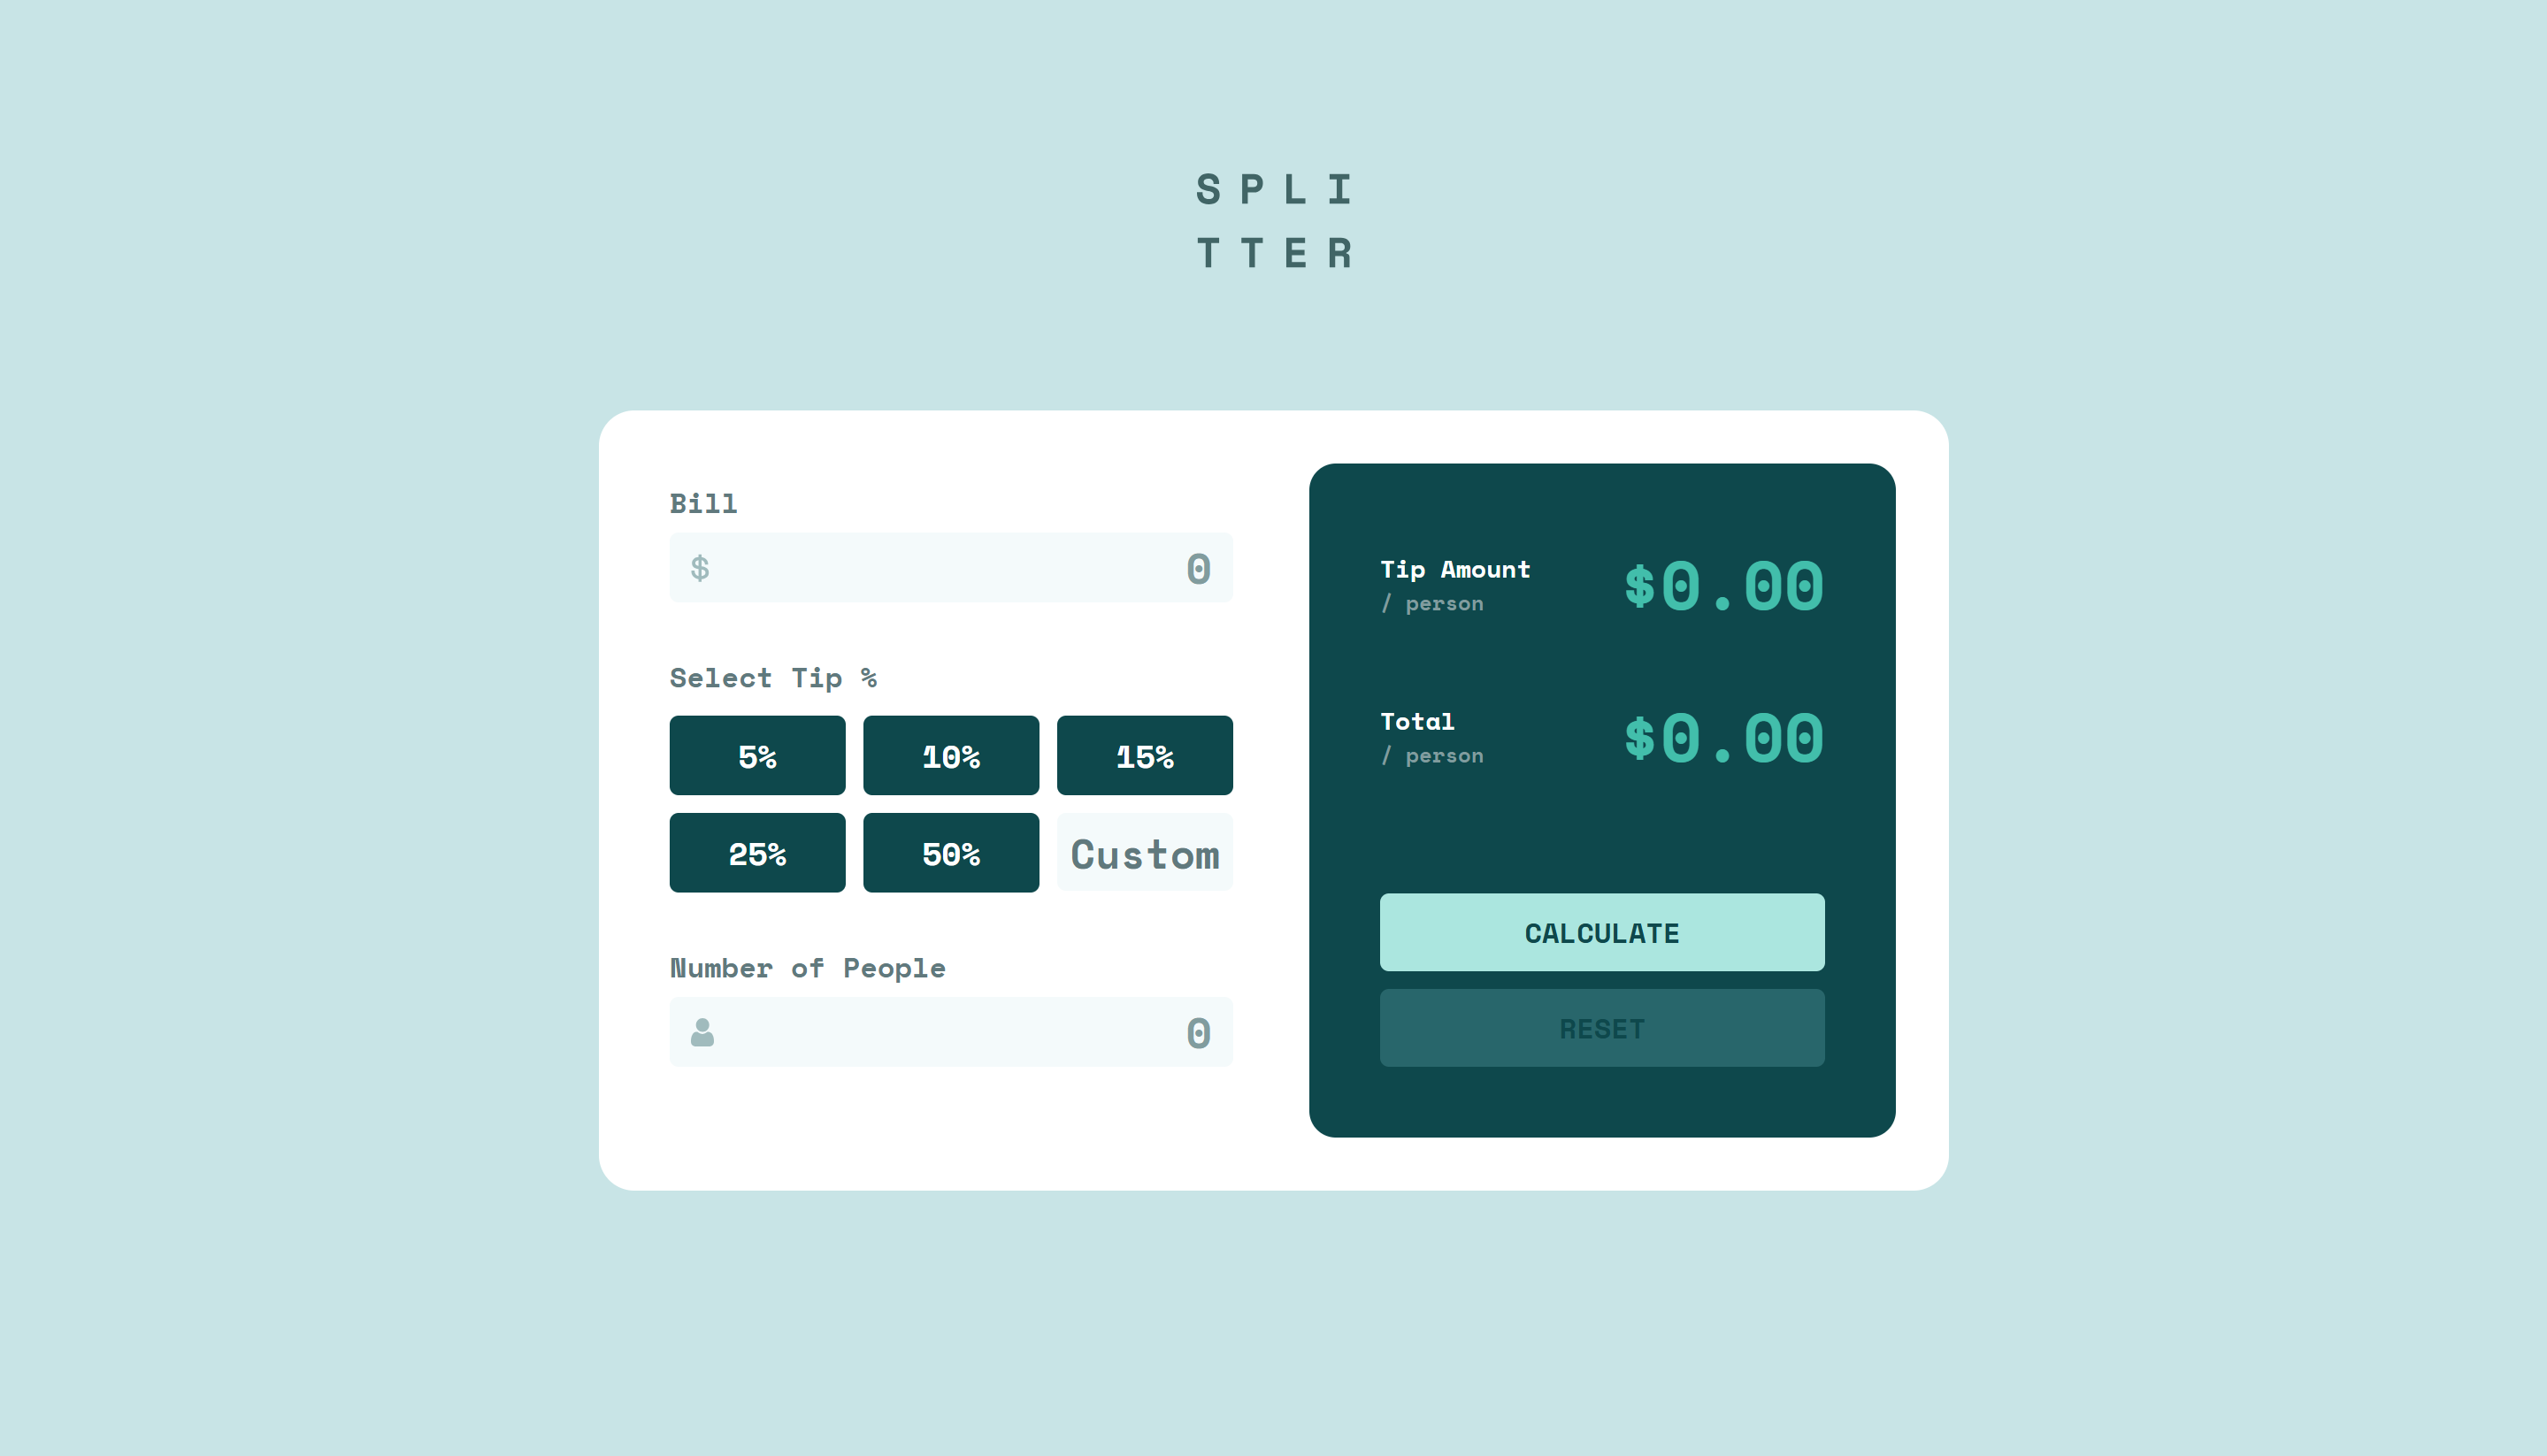 SPLI
TTER
Bill
$ 0
Select Tip %
5% 10% 15%
25% 50% Custom
Number of People
0
Tip Amount
/ person
$0.00
Total
/ person
$0.00
CALCULATE
RESET